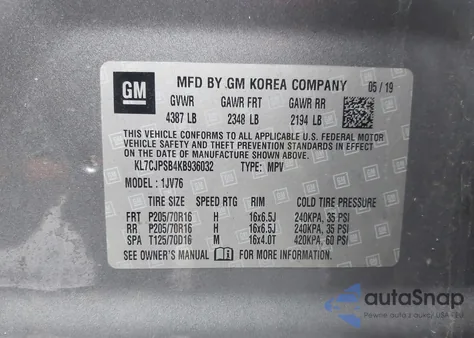 GM MFD BY GM KOREA COMPANY 05/19
GVWR GAWR FRT GAWR RR
4387 LB 2348 LB 2194 LB
THIS VEHICLE CONFORMS TO ALL APPLICABLE U.S. FEDERAL MOTOR
VEHICLE SAFETY AND THEFT PREVENTION STANDARDS IN EFFECT ON
THE DATE OF MANUFACTURE SHOWN ABOVE.
KL7CJPSB4KB936032 TYPE: MPV
MODEL: 1JV76
TIRE SIZE SPEED RTG RIM COLD TIRE PRESSURE
FRT P205/70R16 H 16x6.5J 240KPA, 35 PSI
RR P205/70R16 H 16x6.5J 240KPA, 35 PSI
SPA T125/70D16 M 16x4.0T 420KPA, 60 PSI
SEE OWNER'S MANUAL FOR MORE INFORMATION
autoSnap
Pewne auta z aukcji USA